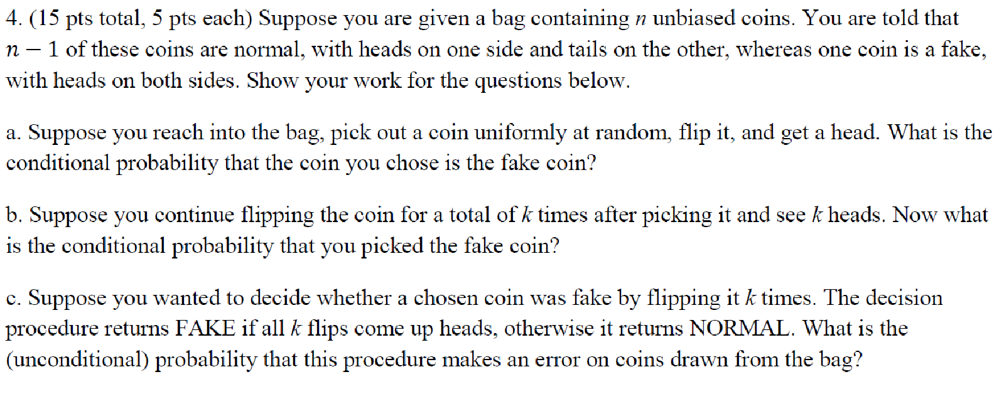 4. (15 pts total, 5 pts each) Suppose you are given a bag containing n unbiased coins. You are told that
n − 1 of these coins are normal, with heads on one side and tails on the other, whereas one coin is a fake,
with heads on both sides. Show your work for the questions below.
a. Suppose you reach into the bag, pick out a coin uniformly at random, flip it, and get a head. What is the
conditional probability that the coin you chose is the fake coin?
b. Suppose you continue flipping the coin for a total of k times after picking it and see k heads. Now what
is the conditional probability that you picked the fake coin?
c. Suppose you wanted to decide whether a chosen coin was fake by flipping it k times. The decision
procedure returns FAKE if all k flips come up heads, otherwise it returns NORMAL. What is the
(unconditional) probability that this procedure makes an error on coins drawn from the bag?